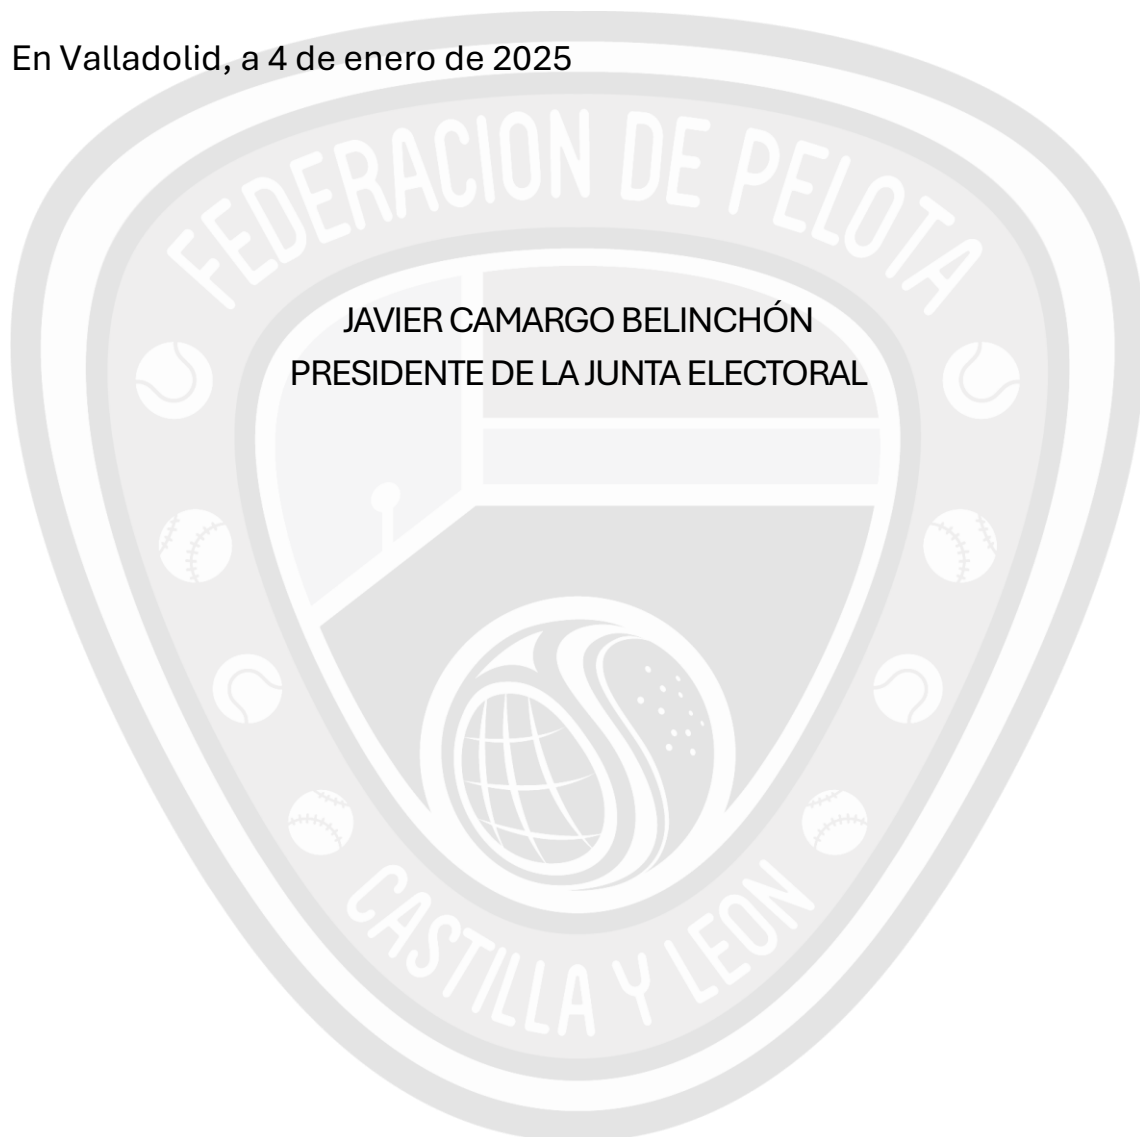 En Valladolid, a 4 de enero de 2025
FEDERACION DE PELOTA
JAVIER CAMARGO BELINCHÓN
PRESIDENTE DE LA JUNTA ELECTORAL
CASTILLA Y LEON